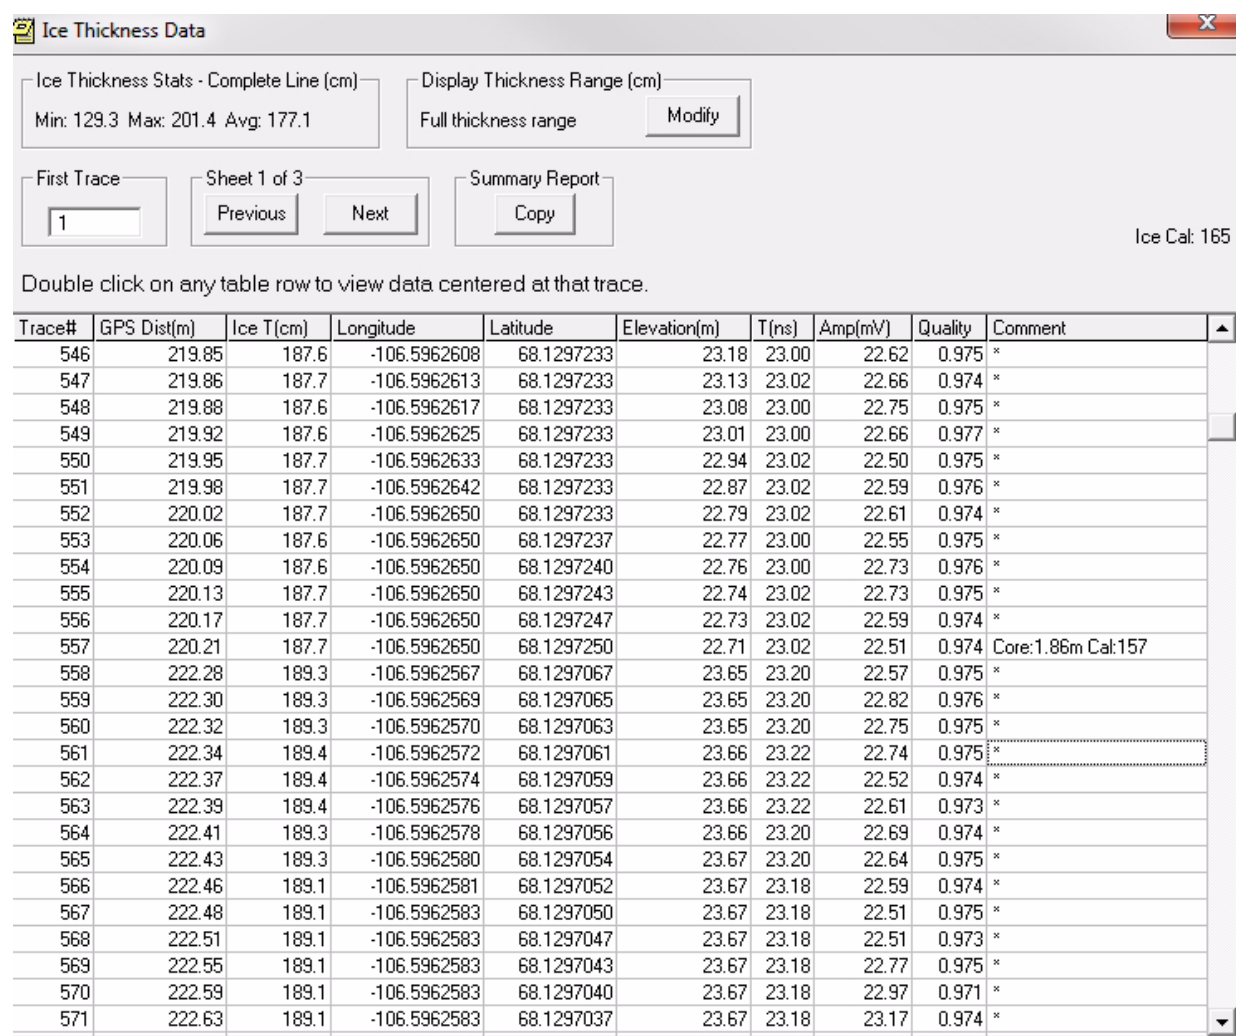 Ice Thickness Data
Ice Thickness Stats - Complete Line (cm)
Min: 129.3 Max: 201.4 Avg: 177.1
Display Thickness Range (cm)
Full thickness range
Modify
First Trace
1
Sheet 1 of 3
Previous Next
Summary Report
Copy
Ice Cal: 165
Double click on any table row to view data centered at that trace.
Trace# GPS Dist(m) Ice T(cm) Longitude Latitude Elevation(m) T(ns) Amp(mV) Quality Comment
546 219.85 187.6 -106.5962608 68.1297233 23.18 23.00 22.62 0.975 *
547 219.86 187.7 -106.5962613 68.1297233 23.13 23.02 22.66 0.974 *
548 219.88 187.6 -106.5962617 68.1297233 23.08 23.00 22.75 0.975 *
549 219.92 187.6 -106.5962625 68.1297233 23.01 23.00 22.66 0.977 *
550 219.95 187.7 -106.5962633 68.1297233 22.94 23.02 22.50 0.975 *
551 219.98 187.7 -106.5962642 68.1297233 22.87 23.02 22.59 0.976 *
552 220.02 187.7 -106.5962650 68.1297233 22.79 23.02 22.61 0.974 *
553 220.06 187.6 -106.5962650 68.1297237 22.77 23.00 22.55 0.975 *
554 220.09 187.6 -106.5962650 68.1297240 22.76 23.00 22.73 0.976 *
555 220.13 187.7 -106.5962650 68.1297243 22.74 23.02 22.73 0.975 *
556 220.17 187.7 -106.5962650 68.1297247 22.73 23.02 22.59 0.974 *
557 220.21 187.7 -106.5962650 68.1297250 22.71 23.02 22.51 0.974 Core:1.86m Cal:157
558 222.28 189.3 -106.5962567 68.1297067 23.65 23.20 22.57 0.975 *
559 222.30 189.3 -106.5962569 68.1297065 23.65 23.20 22.82 0.976 *
560 222.32 189.3 -106.5962570 68.1297063 23.65 23.20 22.75 0.975 *
561 222.34 189.4 -106.5962572 68.1297061 23.66 23.22 22.74 0.975 *
562 222.37 189.4 -106.5962574 68.1297059 23.66 23.22 22.52 0.974 *
563 222.39 189.4 -106.5962576 68.1297057 23.66 23.22 22.61 0.973 *
564 222.41 189.3 -106.5962578 68.1297056 23.66 23.20 22.69 0.974 *
565 222.43 189.3 -106.5962580 68.1297054 23.67 23.20 22.64 0.975 *
566 222.46 189.1 -106.5962581 68.1297052 23.67 23.18 22.59 0.974 *
567 222.48 189.1 -106.5962583 68.1297050 23.67 23.18 22.51 0.975 *
568 222.51 189.1 -106.5962583 68.1297047 23.67 23.18 22.51 0.973 *
569 222.55 189.1 -106.5962583 68.1297043 23.67 23.18 22.77 0.975 *
570 222.59 189.1 -106.5962583 68.1297040 23.67 23.18 22.97 0.971 *
571 222.63 189.1 -106.5962583 68.1297037 23.67 23.18 23.17 0.974 *